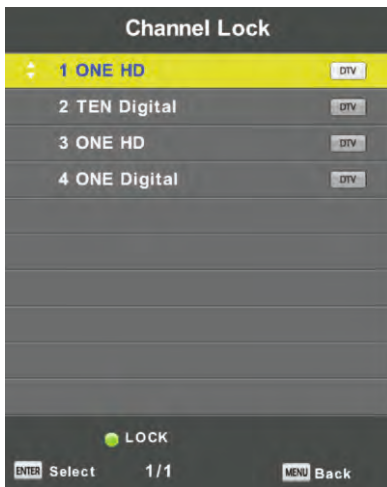 Channel Lock
1 ONE HD DTV
2 TEN Digital DTV
3 ONE HD DTV
4 ONE Digital DTV
LOCK
ENTER Select 1/1 MENU Back